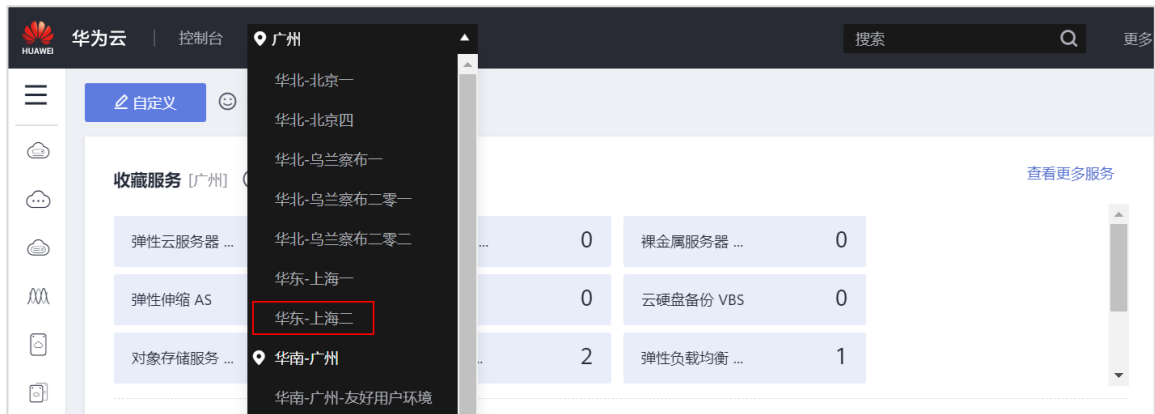 HUAWEI
华为云 | 控制台 广州 搜索 更多
华北-北京一
自定义
华北-北京四
华北-乌兰察布一
收藏服务 [广州] 查看更多服务
华北-乌兰察布二零一
弹性云服务器 ... 华北-乌兰察布二零二 ... 0 裸金属服务器 ... 0
华东-上海一
弹性伸缩 AS 0 云硬盘备份 VBS 0
华东-上海二
对象存储服务 ... 华南-广州 ... 2 弹性负载均衡 ... 1
华南-广州-友好用户环境